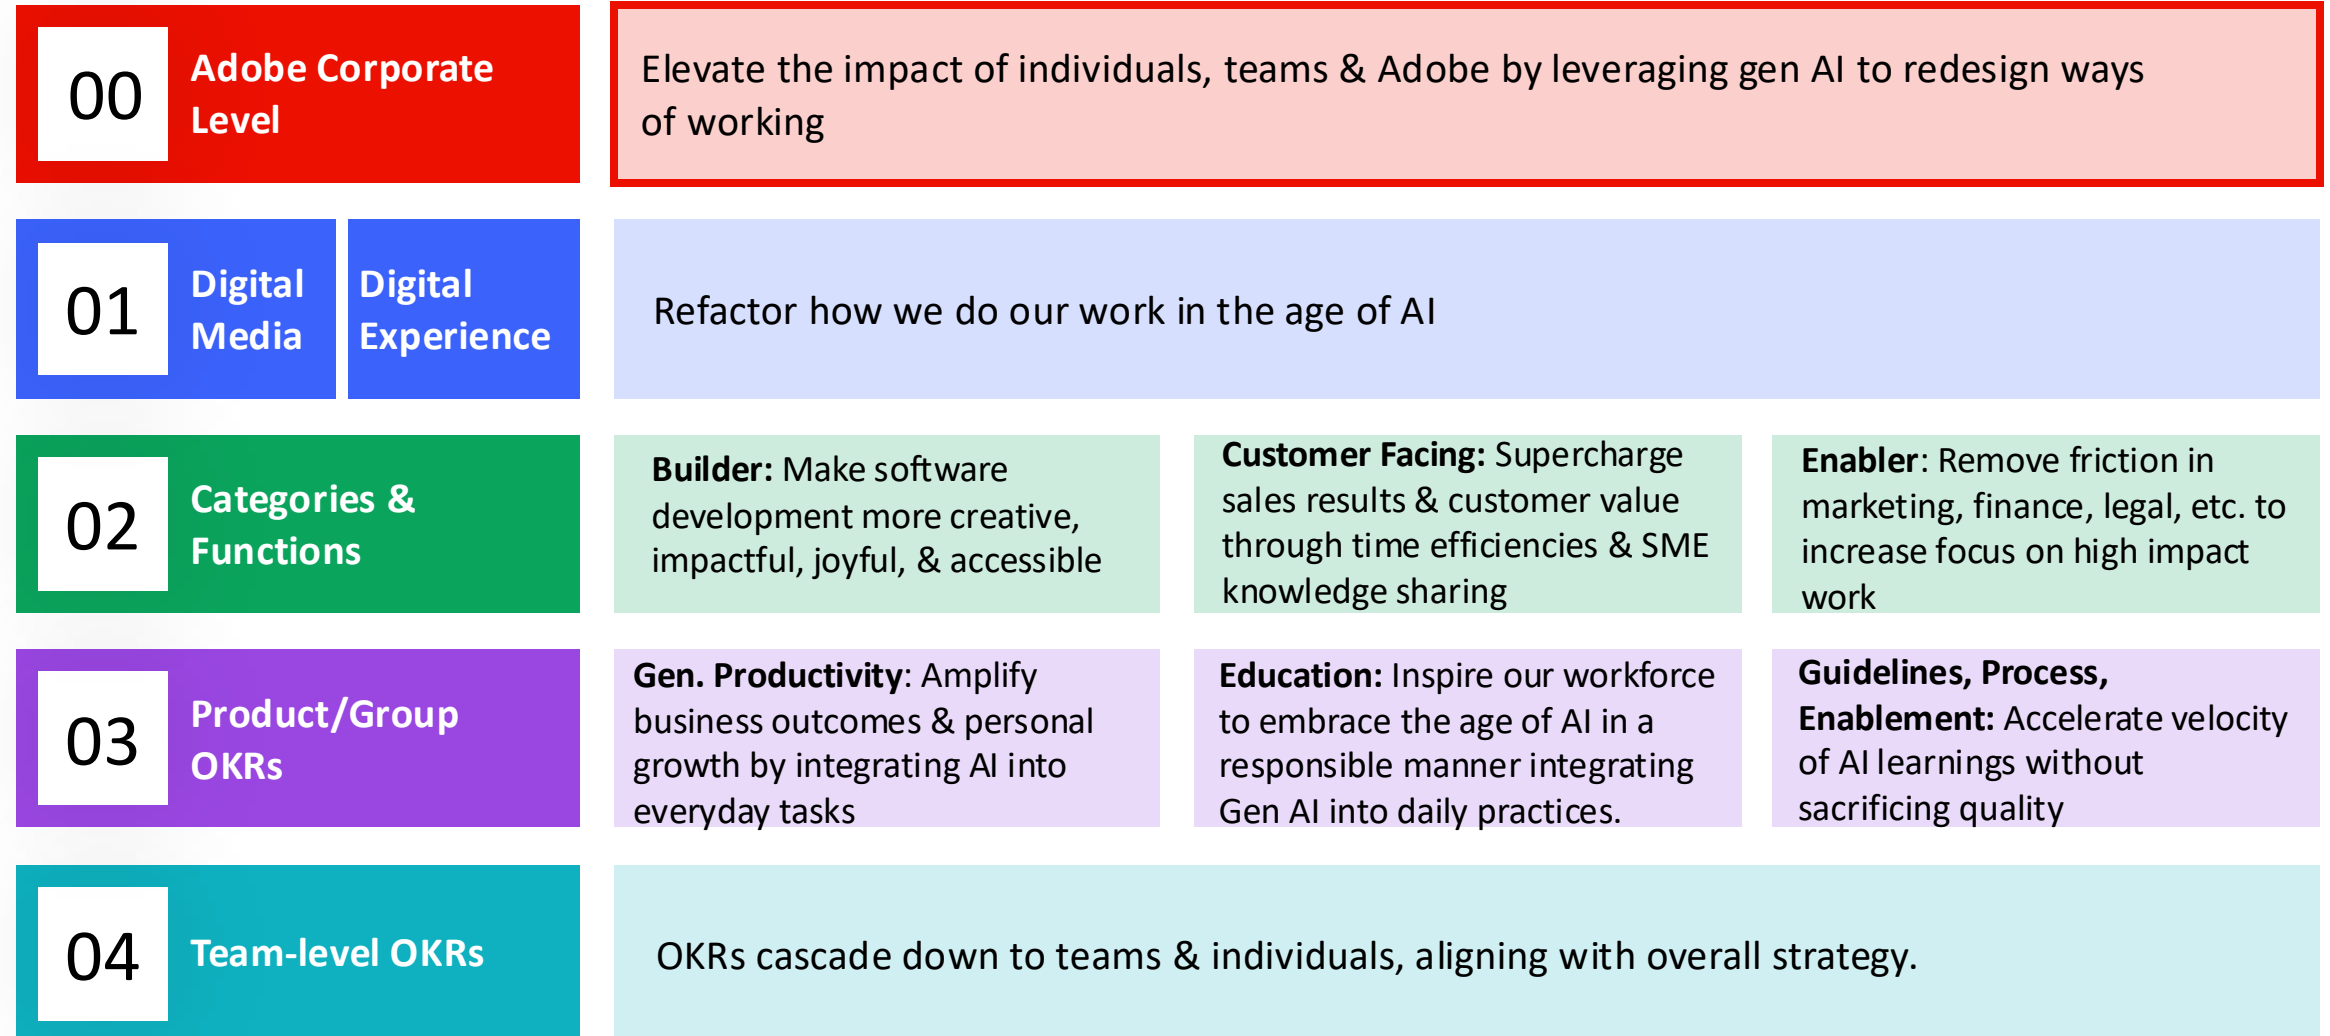 00
Adobe Corporate
Level
Elevate the impact of individuals, teams & Adobe by leveraging gen AI to redesign ways
of working
01
Digital
Media
Digital
Experience
Refactor how we do our work in the age of AI
02
Categories &
Functions
Builder: Make software
development more creative,
impactful, joyful, & accessible
Customer Facing: Supercharge
sales results & customer value
through time efficiencies & SME
knowledge sharing
Enabler: Remove friction in
marketing, finance, legal, etc. to
increase focus on high impact
work
03
Product/Group
OKRs
Gen. Productivity: Amplify
business outcomes & personal
growth by integrating AI into
everyday tasks
Education: Inspire our workforce
to embrace the age of AI in a
responsible manner integrating
Gen AI into daily practices.
Guidelines, Process,
Enablement: Accelerate velocity
of AI learnings without
sacrificing quality
04
Team-level OKRs
OKRs cascade down to teams & individuals, aligning with overall strategy.